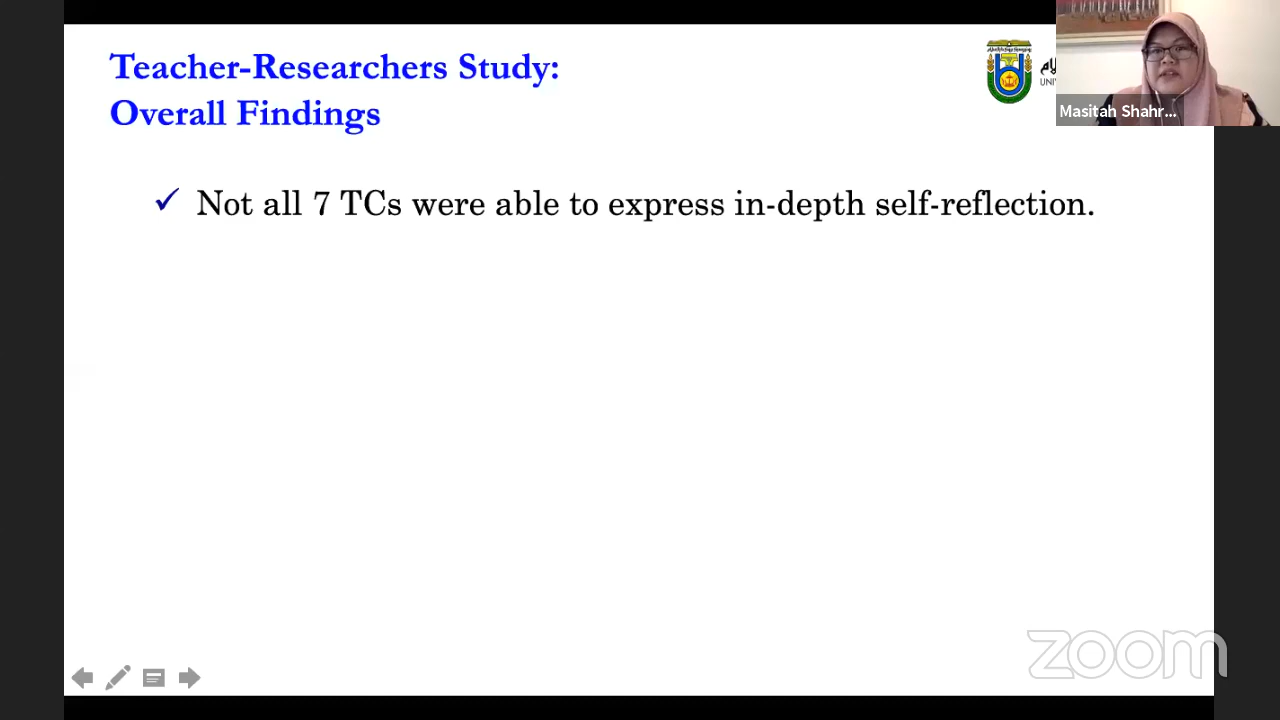 Teacher-Researchers Study:
Overall Findings
UNIV
Masitah Shahr...
✓ Not all 7 TCs were able to express in-depth self-reflection.
zoom